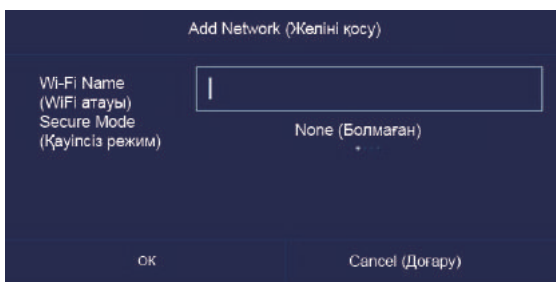 Add Network (Желіні қосу)
Wi-Fi Name
(WiFi атауы)
Secure Mode
(Қауіпсіз режим)
None (Болмаған)
OK
Cancel (Доғару)